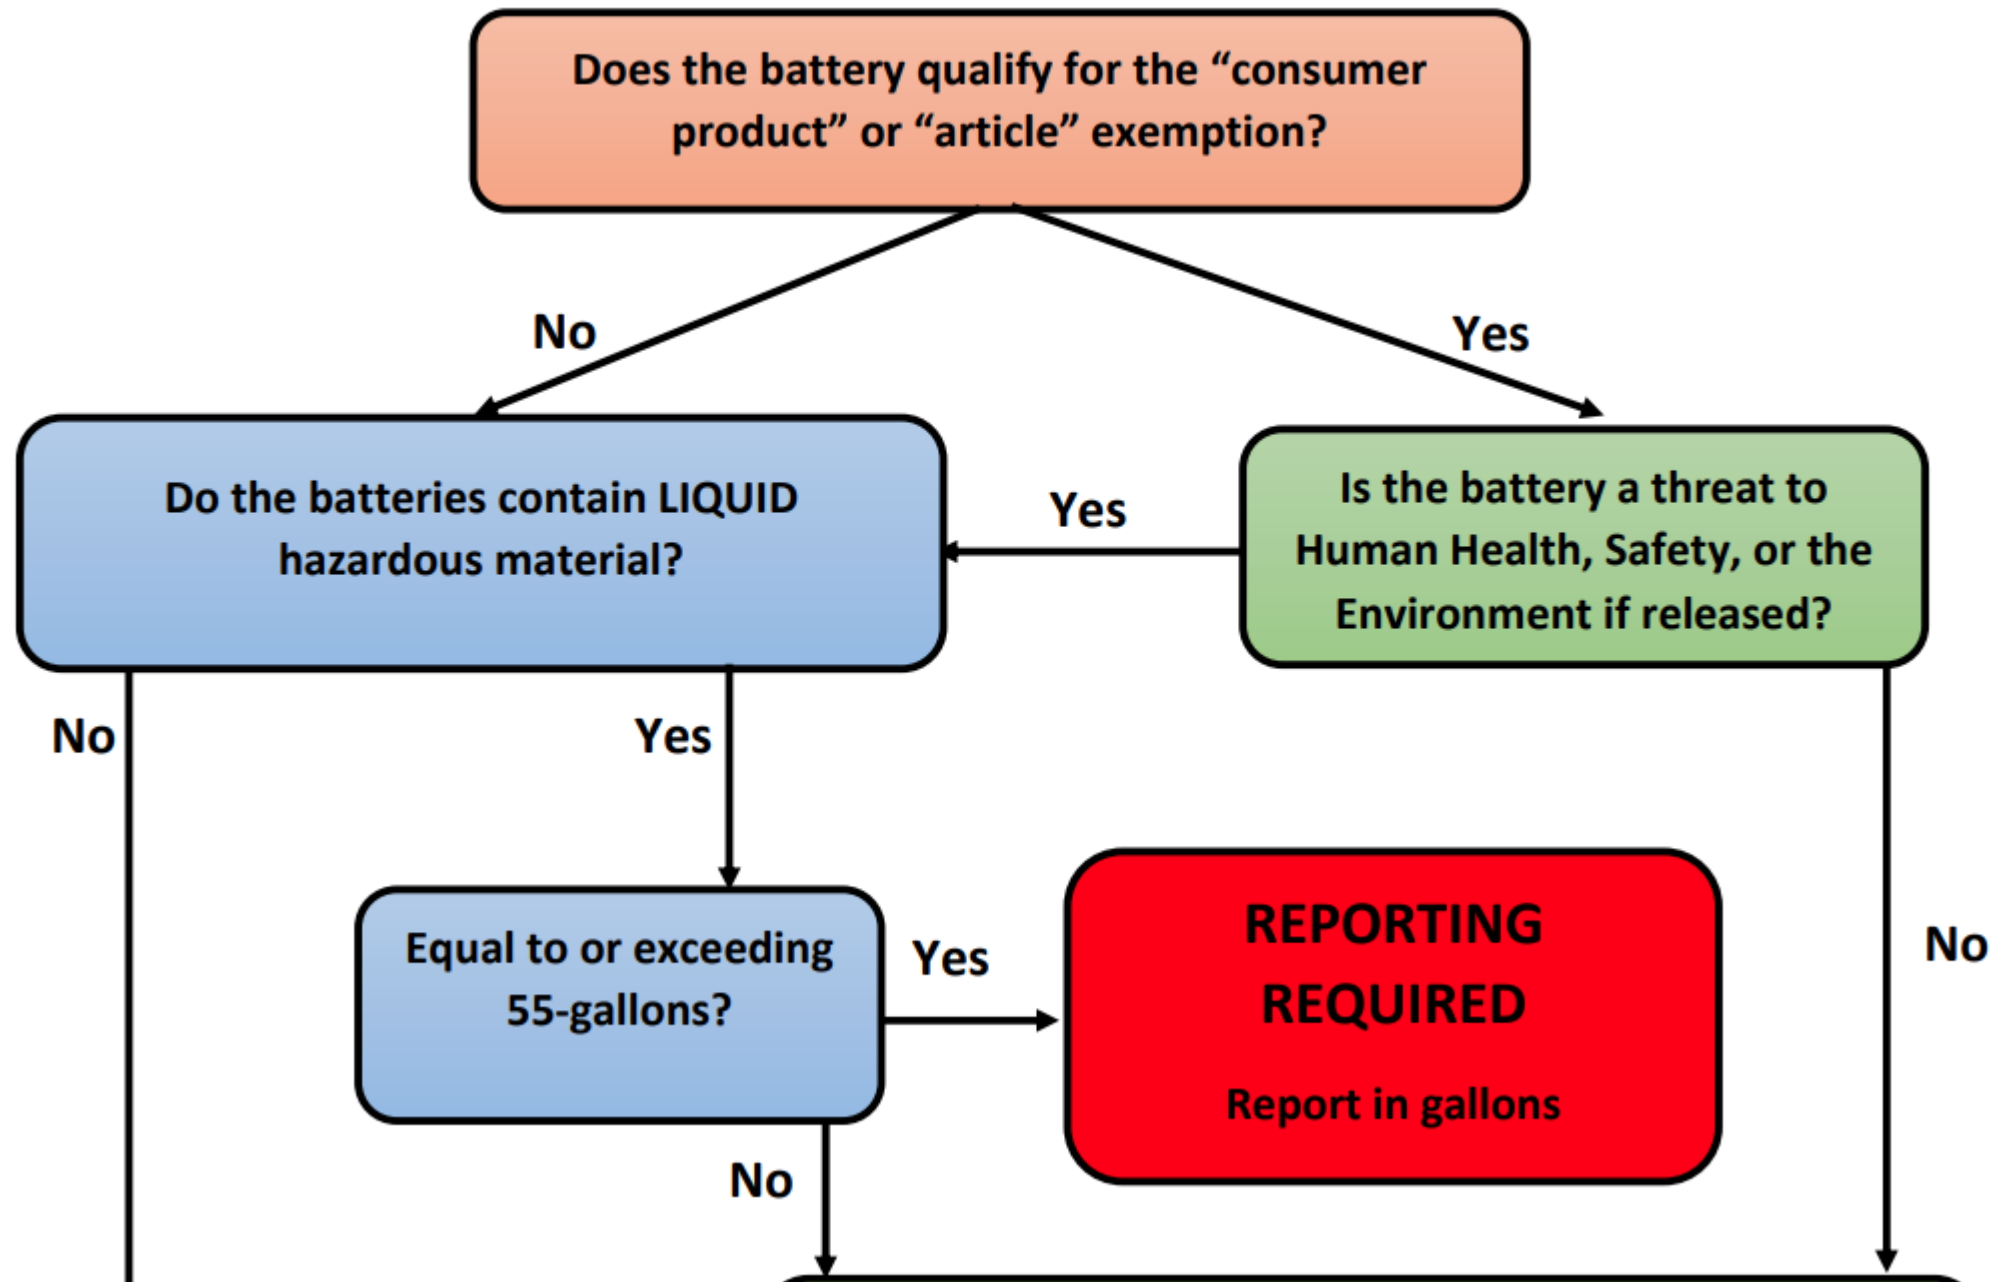 Does the battery qualify for the “consumer
product” or “article” exemption?
No
Yes
Do the batteries contain LIQUID
hazardous material?
Yes
Is the battery a threat to
Human Health, Safety, or the
Environment if released?
No
Yes
Equal to or exceeding
55-gallons?
Yes
REPORTING
REQUIRED
Report in gallons
No
No